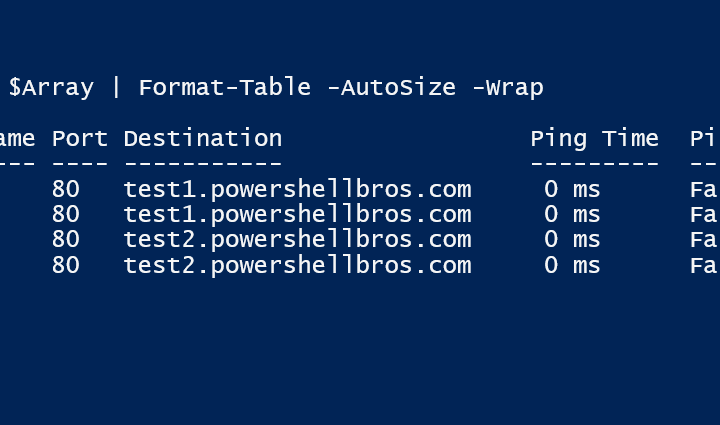 $Array | Format-Table -AutoSize -Wrap
ame Port Destination Ping Time Pi
--- ---- ----------- --------- --
80 test1.powershellbros.com 0 ms Fa
80 test1.powershellbros.com 0 ms Fa
80 test2.powershellbros.com 0 ms Fa
80 test2.powershellbros.com 0 ms Fa